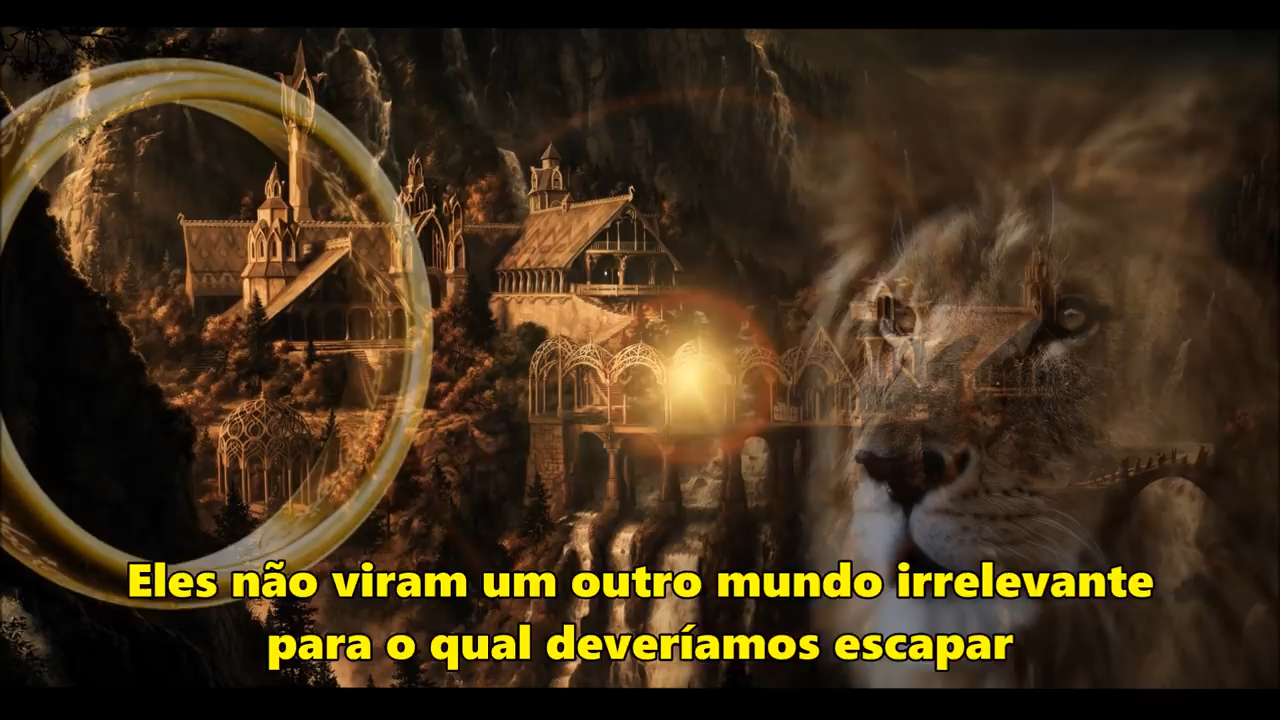 Eles não viram um outro mundo irrelevante
para o qual deveríamos escapar